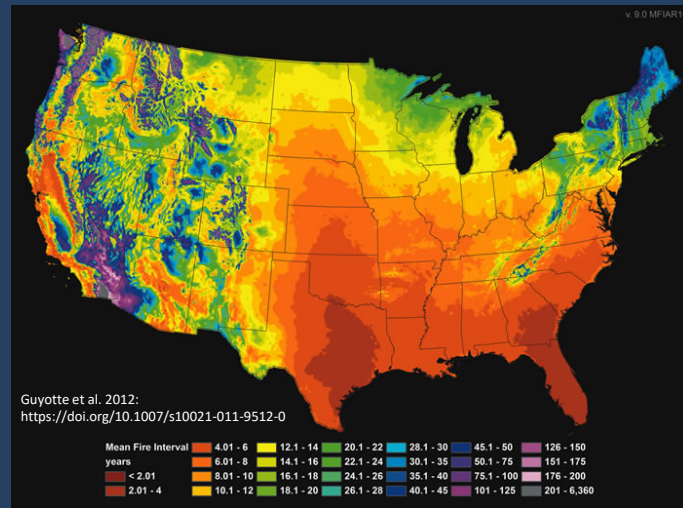 v. 9.0 MFIAR10
Guyotte et al. 2012:
https://doi.org/10.1007/s10021-011-9512-0
Mean Fire Interval 4.01 - 6 12.1 - 14 20.1 - 22 28.1 - 30 45.1 - 50 126 - 150
years 6.01 - 8 14.1 - 16 22.1 - 24 30.1 - 35 50.1 - 75 151 - 175
< 2.01 8.01 - 10 16.1 - 18 24.1 - 26 35.1 - 40 75.1 - 100 176 - 200
2.01 - 4 10.1 - 12 18.1 - 20 26.1 - 28 40.1 - 45 101 - 125 201 - 6,360